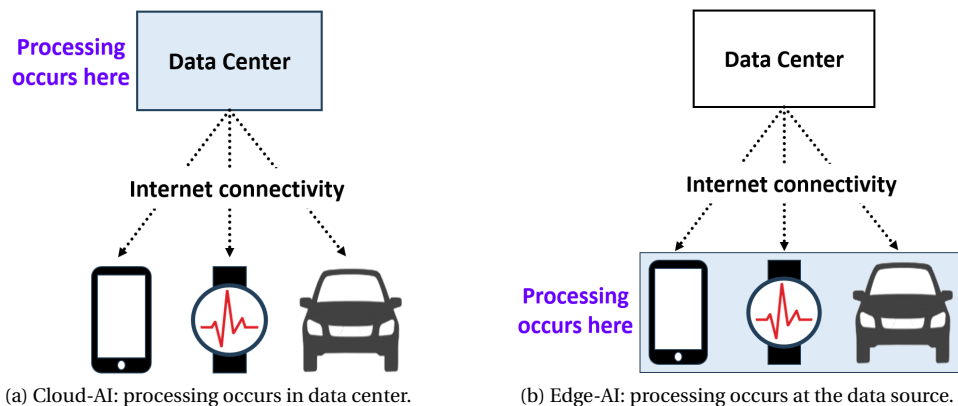 Processing
occurs here
Data Center
Internet connectivity
(a) Cloud-AI: processing occurs in data center.
Data Center
Internet connectivity
Processing
occurs here
(b) Edge-AI: processing occurs at the data source.